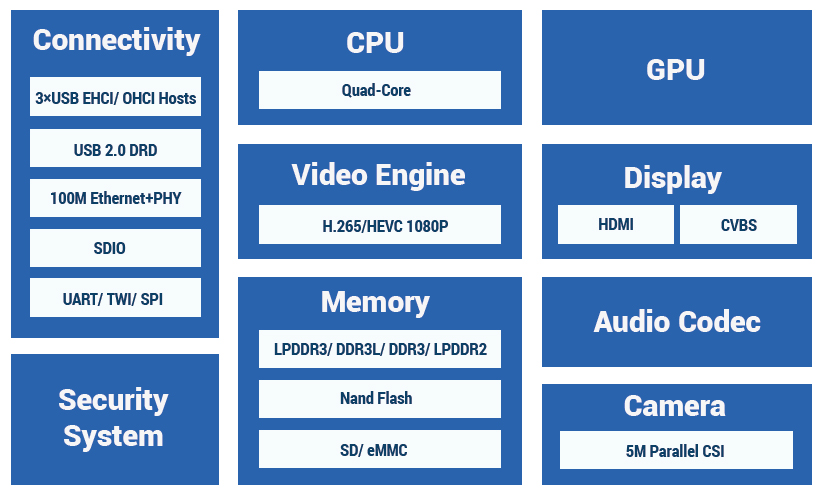 Connectivity
3×USB EHCI/ OHCI Hosts
USB 2.0 DRD
100M Ethernet+PHY
SDIO
UART/ TWI/ SPI
Security
System
CPU
Quad-Core
Video Engine
H.265/HEVC 1080P
Memory
LPDDR3/ DDR3L/ DDR3/ LPDDR2
Nand Flash
SD/ eMMC
GPU
Display
HDMI
CVBS
Audio Codec
Camera
5M Parallel CSI